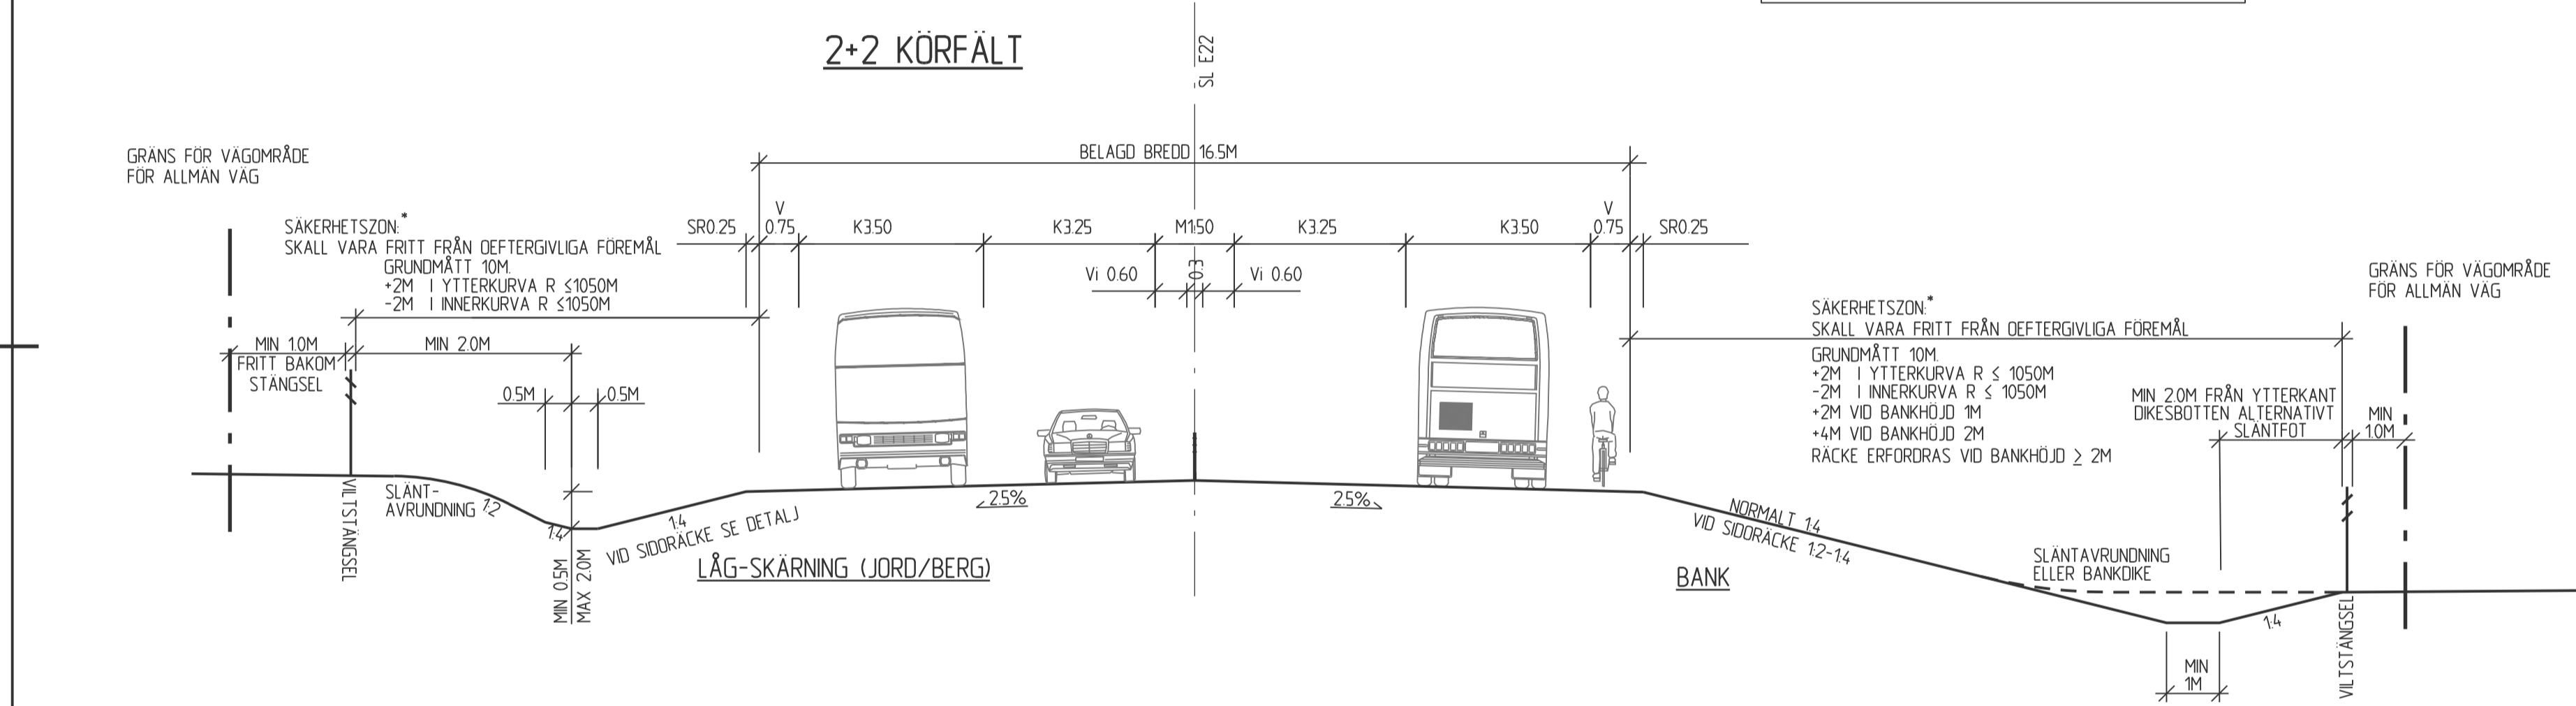 2+2 KÖRFÄLT
SL E22
BELAGD BREDD 16.5M
GRÄNS FÖR VÄGOMRÅDE
FÖR ALLMÄN VÄG
SÄKERHETSZON:*
SKALL VARA FRITT FRÅN OEFTERGIVLIGA FÖREMÅL
GRUNDMÅTT 10M.
+2M I YTTERKURVA R ≤1050M
-2M I INNERKURVA R ≤1050M
SR0.25
V
0.75
K3.50
K3.25
M1.50
K3.25
K3.50
V
0.75
SR0.25
Vi 0.60
0.3
Vi 0.60
MIN 1.0M
FRITT BAKOM
STÄNGSEL
MIN 2.0M
0.5M
0.5M
VILTSTÄNGSEL
SLÄNT-
AVRUNDNING
1:2
1:4
MIN 0.5M
MAX 2.0M
1:4
VID SIDORÄCKE SE DETALJ
LÅG-SKÄRNING (JORD/BERG)
2.5%
2.5%
NORMALT 1:4
VID SIDORÄCKE 1:2-1:4
BANK
SÄKERHETSZON:*
SKALL VARA FRITT FRÅN OEFTERGIVLIGA FÖREMÅL
GRUNDMÅTT 10M.
+2M I YTTERKURVA R ≤ 1050M
-2M I INNERKURVA R ≤ 1050M
+2M VID BANKHÖJD 1M
+4M VID BANKHÖJD 2M
RÄCKE ERFORDRAS VID BANKHÖJD ≥ 2M
GRÄNS FÖR VÄGOMRÅDE
FÖR ALLMÄN VÄG
MIN 2.0M FRÅN YTTERKANT
DIKESBOTTEN ALTERNATIVT
SLÄNTFOT
MIN
1.0M
SLÄNTAVRUNDNING
ELLER BANKDIKE
1:4
MIN
1M
VILTSTÄNGSEL